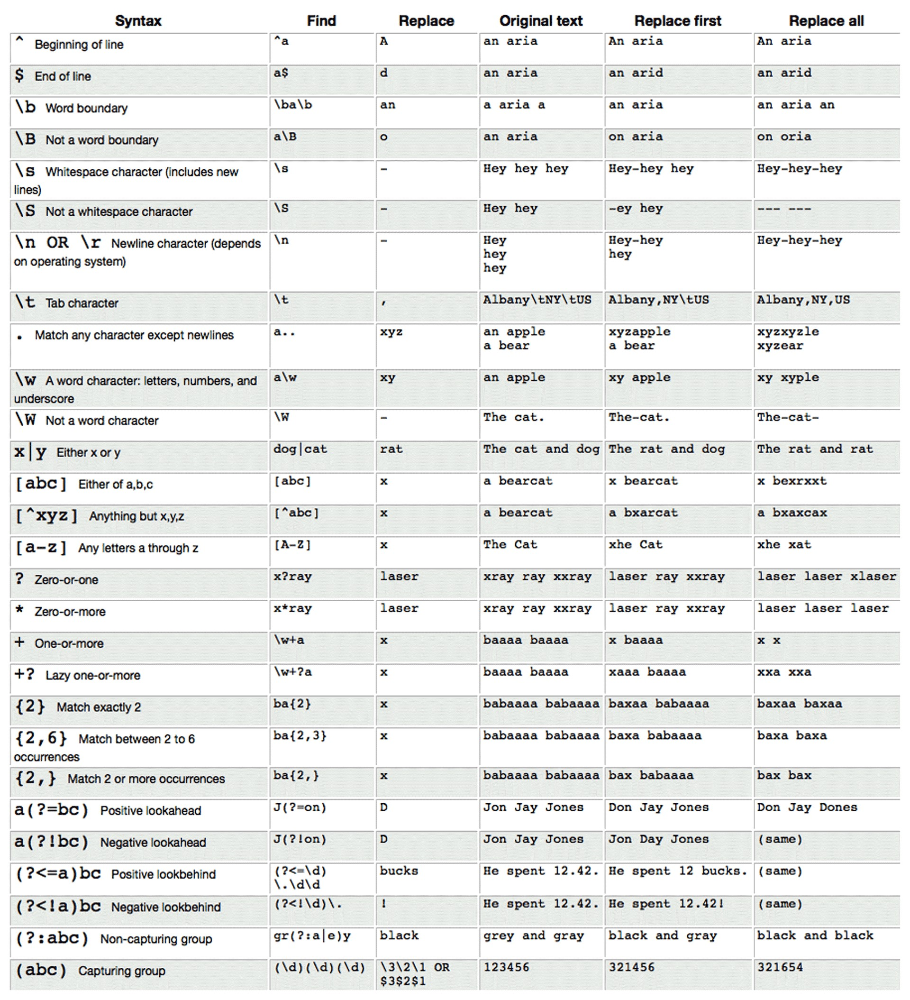 Syntax Find Replace Original text Replace first Replace all
^ Beginning of line ^a A an aria An aria An aria
$ End of line a$ d an aria an arid an arid
\b Word boundary \ba\b an a aria a an aria an aria an
\B Not a word boundary a\B o an aria on aria on oria
\s Whitespace character (includes new \s - Hey hey hey Hey-hey hey Hey-hey-hey
lines)
\S Not a whitespace character \S - Hey hey -ey hey --- ---
\n OR \r Newline character (depends \n - Hey Hey-hey Hey-hey-hey
on operating system) hey hey
hey
\t Tab character \t , Albany\tNY\tUS Albany,NY\tUS Albany,NY,US
. Match any character except newlines a.. xyz an apple xyzapple xyzxyzle
a bear a bear xyzear
\w A word character: letters, numbers, and a\w xy an apple xy apple xy xyple
underscore
\W Not a word character \W - The cat. The-cat. The-cat-
x|y Either x or y dog|cat rat The cat and dog The rat and dog The rat and rat
[abc] Either of a,b,c [abc] x a bearcat x bearcat x bexrxxt
[^xyz] Anything but x,y,z [^abc] x a bearcat a bxarcat a bxaxcax
[a-z] Any letters a through z [A-Z] x The Cat xhe Cat xhe xat
? Zero-or-one x?ray laser xray ray xxray laser ray xxray laser laser xlaser
* Zero-or-more x*ray laser xray ray xxray laser ray xxray laser laser laser
+ One-or-more \w+a x baaaa baaaa x baaaa x x
+? Lazy one-or-more \w+?a x baaaa baaaa xaaa baaaa xxa xxa
{2} Match exactly 2 ba{2} x babaaaa babaaaa baxaa babaaaa baxaa baxaa
{2,6} Match between 2 to 6 ba{2,3} x babaaaa babaaaa baxa babaaaa baxa baxa
occurrences
{2,} Match 2 or more occurrences ba{2,} x babaaaa babaaaa bax babaaaa bax bax
a(?=bc) Positive lookahead J(?=on) D Jon Jay Jones Don Jay Jones Don Jay Dones
a(?!bc) Negative lookahead J(?!on) D Jon Jay Jones Jon Day Jones (same)
(?<=a)bc Positive lookbehind (?<=\d) bucks He spent 12.42. He spent 12 bucks. (same)
\.\d\d
(?<!a)bc Negative lookbehind (?<!\d)\. ! He spent 12.42. He spent 12.42! (same)
(?:abc) Non-capturing group gr(?:a|e)y black grey and gray black and gray black and black
(abc) Capturing group (\d)(\d)(\d) \3\2\1 OR 123456 321456 321654
$3$2$1